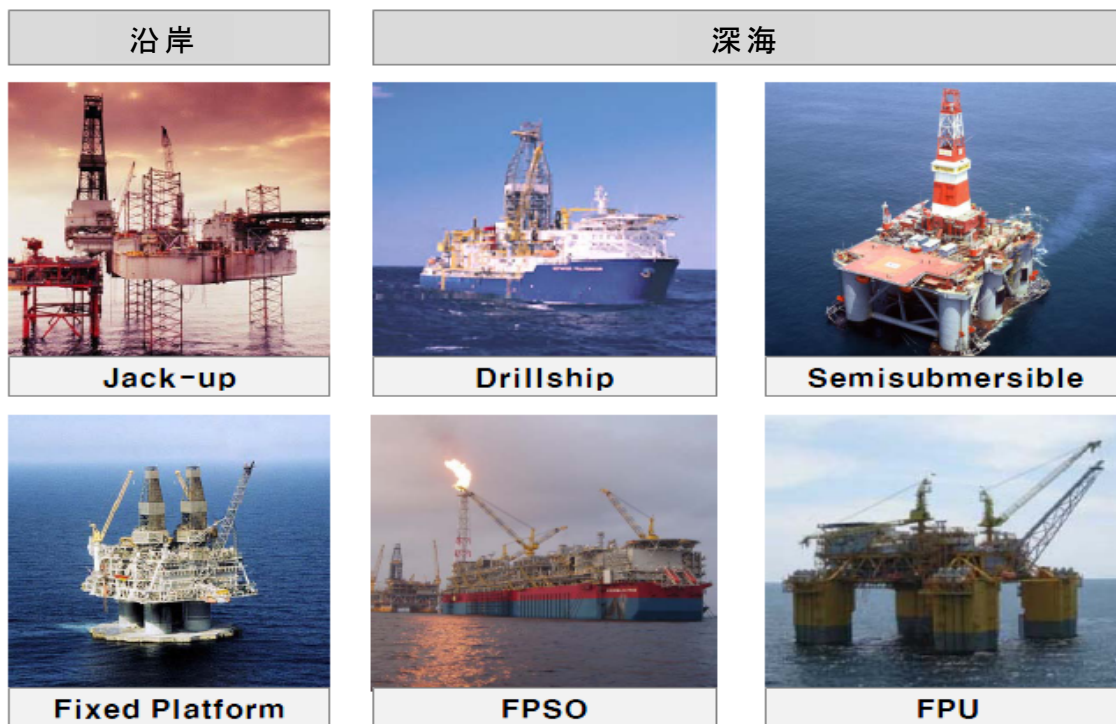 沿岸
深海
Jack-up
Drillship
Semisubmersible
Fixed Platform
FPSO
FPU